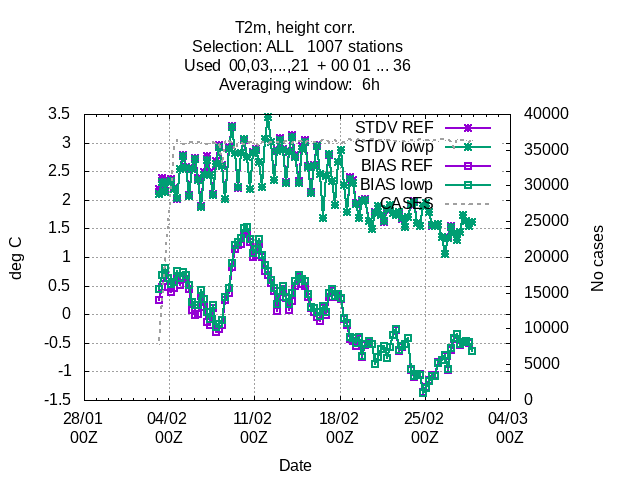 T2m, height corr.
Selection: ALL   1007 stations
Used  00,03,...,21  + 00 01 ... 36
Averaging window:  6h
STDV REF
STDV lowp
BIAS REF
BIAS lowp
CASES
3.5
3
2.5
2
1.5
1
0.5
0
-0.5
-1
-1.5
deg C
40000
35000
30000
25000
20000
15000
10000
5000
0
No cases
28/01 04/02 11/02 18/02 25/02 04/03
00Z 00Z 00Z 00Z 00Z 00Z
Date